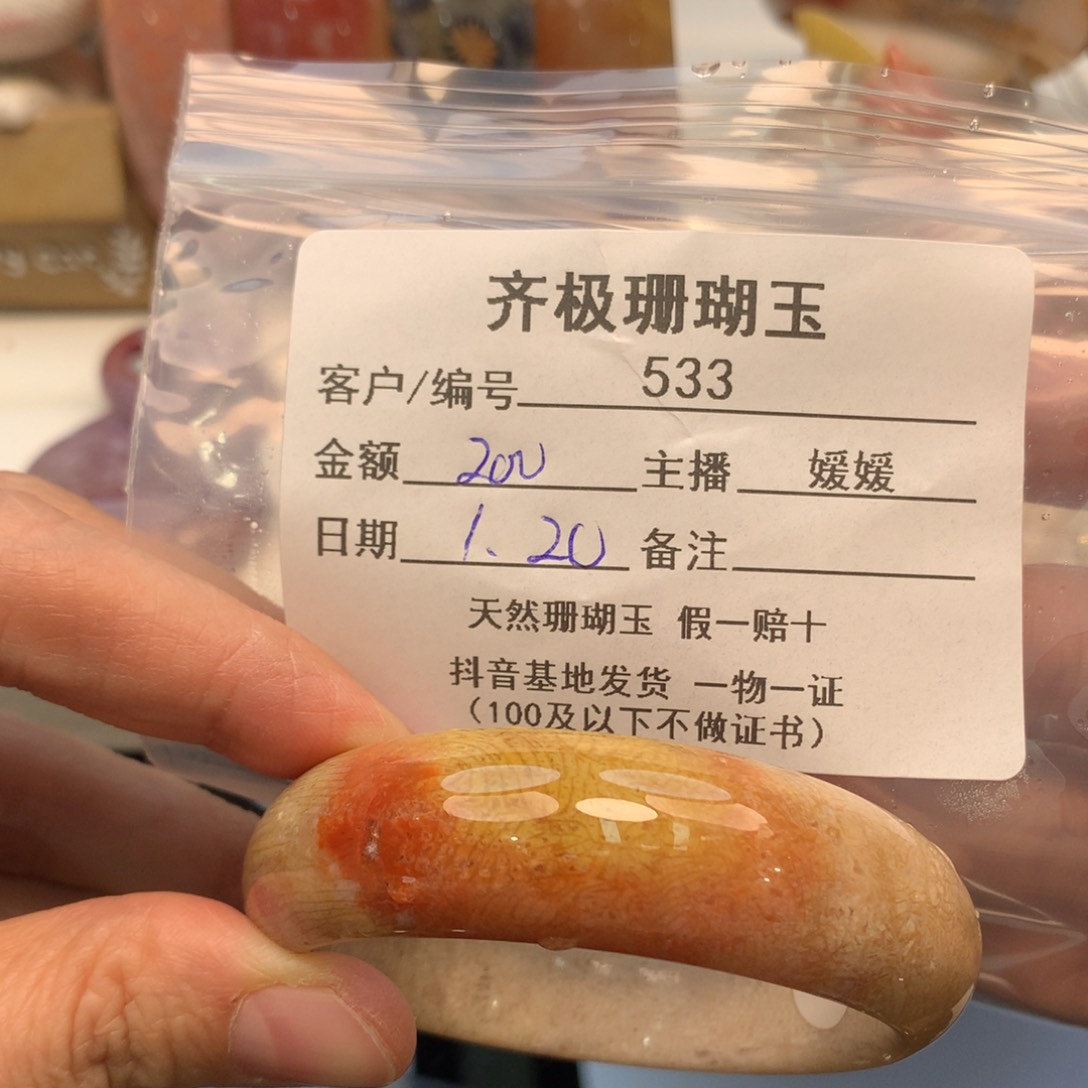 齐极珊瑚玉
客户/编号 533
金额 200 主播 媛媛
日期 1.20 备注
天然珊瑚玉 假一赔十
抖音基地发货 一物一证
（100及以下不做证书）